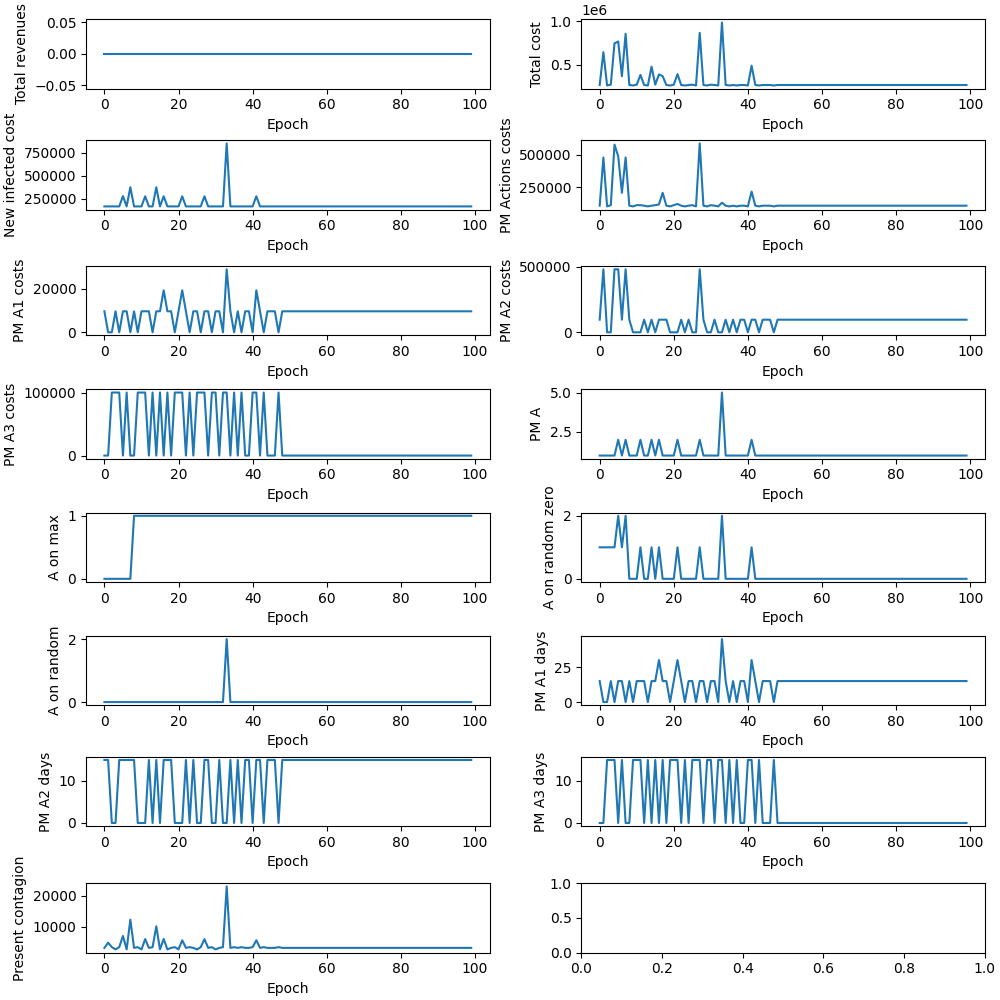 Total revenues
0.05
0.00
−0.05
0 20 40 60 80 100
Epoch
1e6
Total cost
1.0
0.5
0 20 40 60 80 100
Epoch
New infected cost
750000
500000
250000
0 20 40 60 80 100
Epoch
PM Actions costs
500000
250000
0 20 40 60 80 100
Epoch
PM A1 costs
20000
0
0 20 40 60 80 100
Epoch
PM A2 costs
500000
0
0 20 40 60 80 100
Epoch
PM A3 costs
100000
0
0 20 40 60 80 100
Epoch
PM A
5.0
2.5
0 20 40 60 80 100
Epoch
A on max
1
0
0 20 40 60 80 100
Epoch
A on random zero
2
0
0 20 40 60 80 100
Epoch
A on random
2
0
0 20 40 60 80 100
Epoch
PM A1 days
25
0
0 20 40 60 80 100
Epoch
PM A2 days
10
0
0 20 40 60 80 100
Epoch
PM A3 days
10
0
0 20 40 60 80 100
Epoch
Present contagion
20000
10000
0 20 40 60 80 100
Epoch
1.0
0.5
0.0
0.0 0.2 0.4 0.6 0.8 1.0